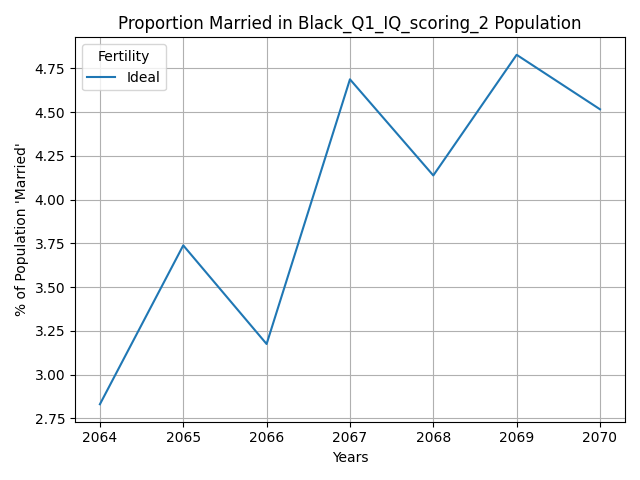 Proportion Married in Black_Q1_IQ_scoring_2 Population
Fertility
Ideal
% of Population 'Married'
4.75
4.50
4.25
4.00
3.75
3.50
3.25
3.00
2.75
2064 2065 2066 2067 2068 2069 2070
Years